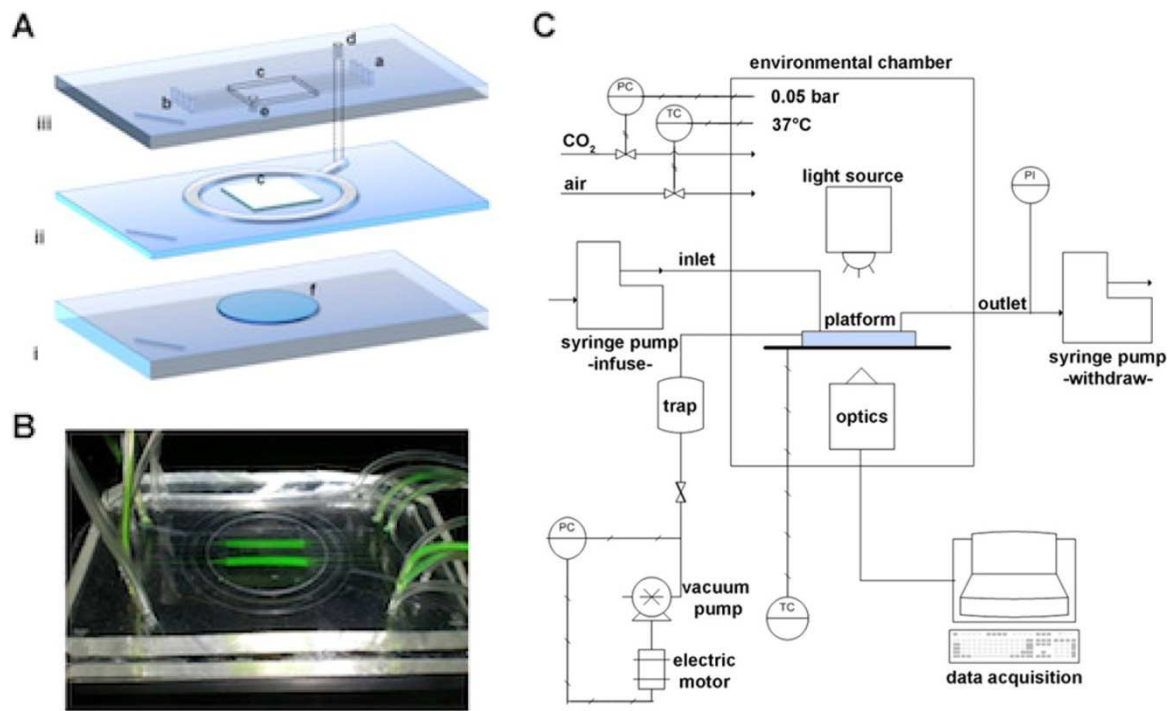 A
d
a
c
b
e
iii
c
ii
f
i
B
C
environmental chamber
PC
0.05 bar
TC
37°C
CO2
air
light source
PI
inlet
platform
outlet
syringe pump
-infuse-
syringe pump
-withdraw-
trap
optics
PC
vacuum
pump
TC
electric
motor
data acquisition